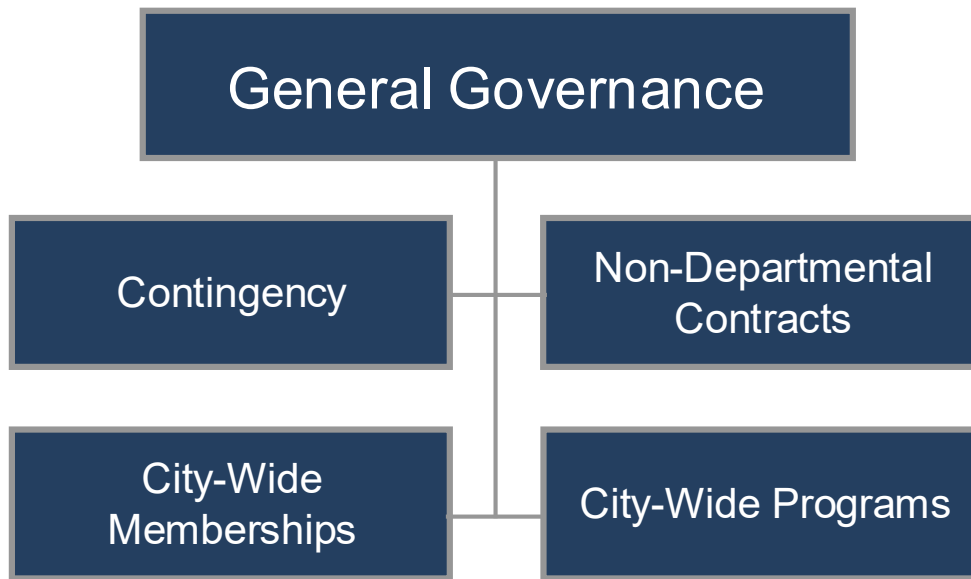 General Governance
Contingency
Non-Departmental
Contracts
City-Wide
Memberships
City-Wide Programs